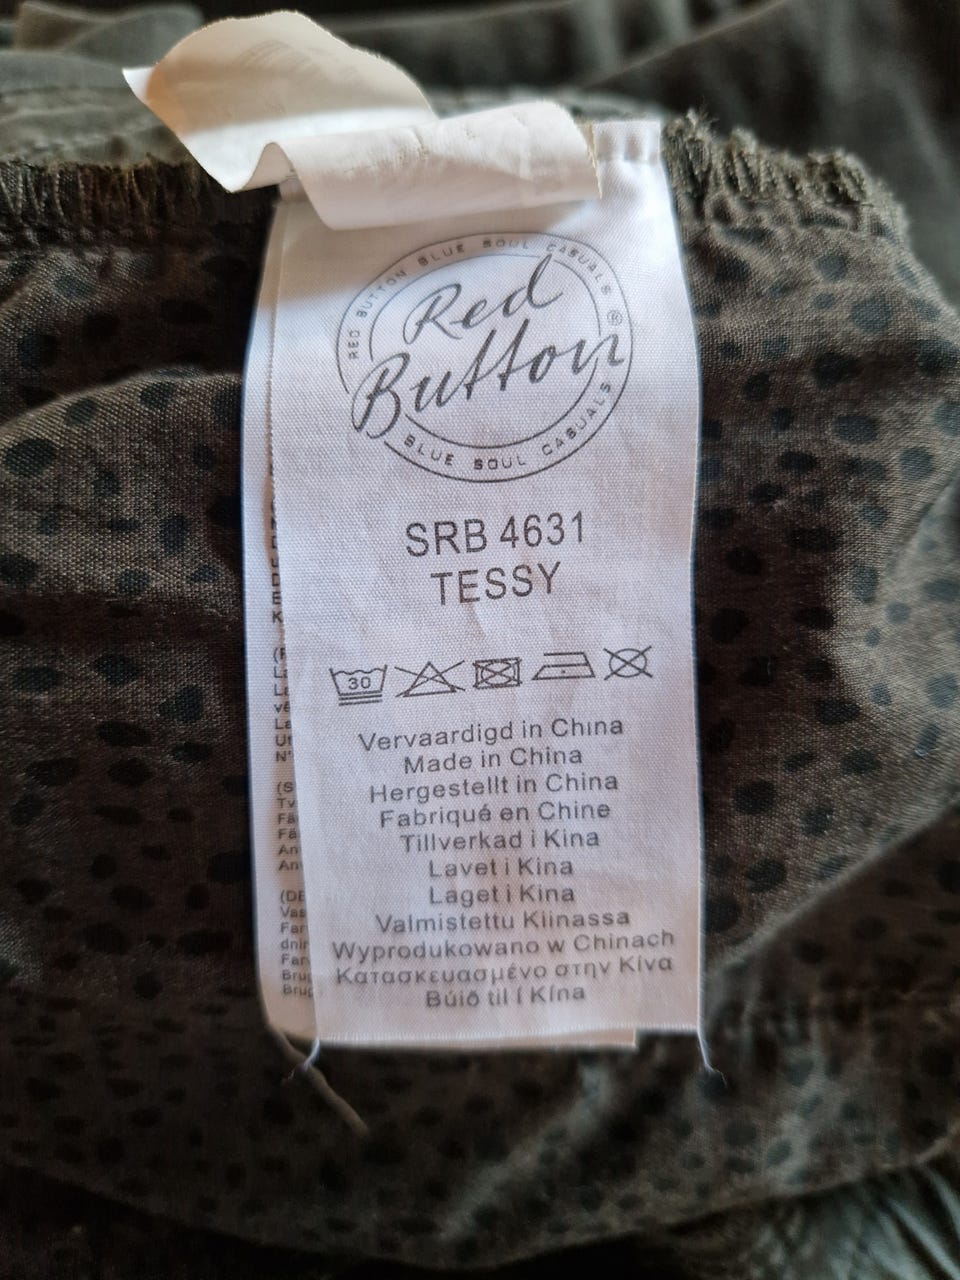 RED BUTTON BLUE SOUL CASUALS
Red
Button
®
BLUE SOUL CASUALS
SRB 4631
TESSY
30
Vervaardigd in China
Made in China
Hergestellt in China
Fabriqué en Chine
Tillverkad i Kina
Lavet i Kina
Laget i Kina
Valmistettu Kiinassa
Wyprodukowano w Chinach
Κατασκευασμένο στην Κίνα
Búið til í Kína